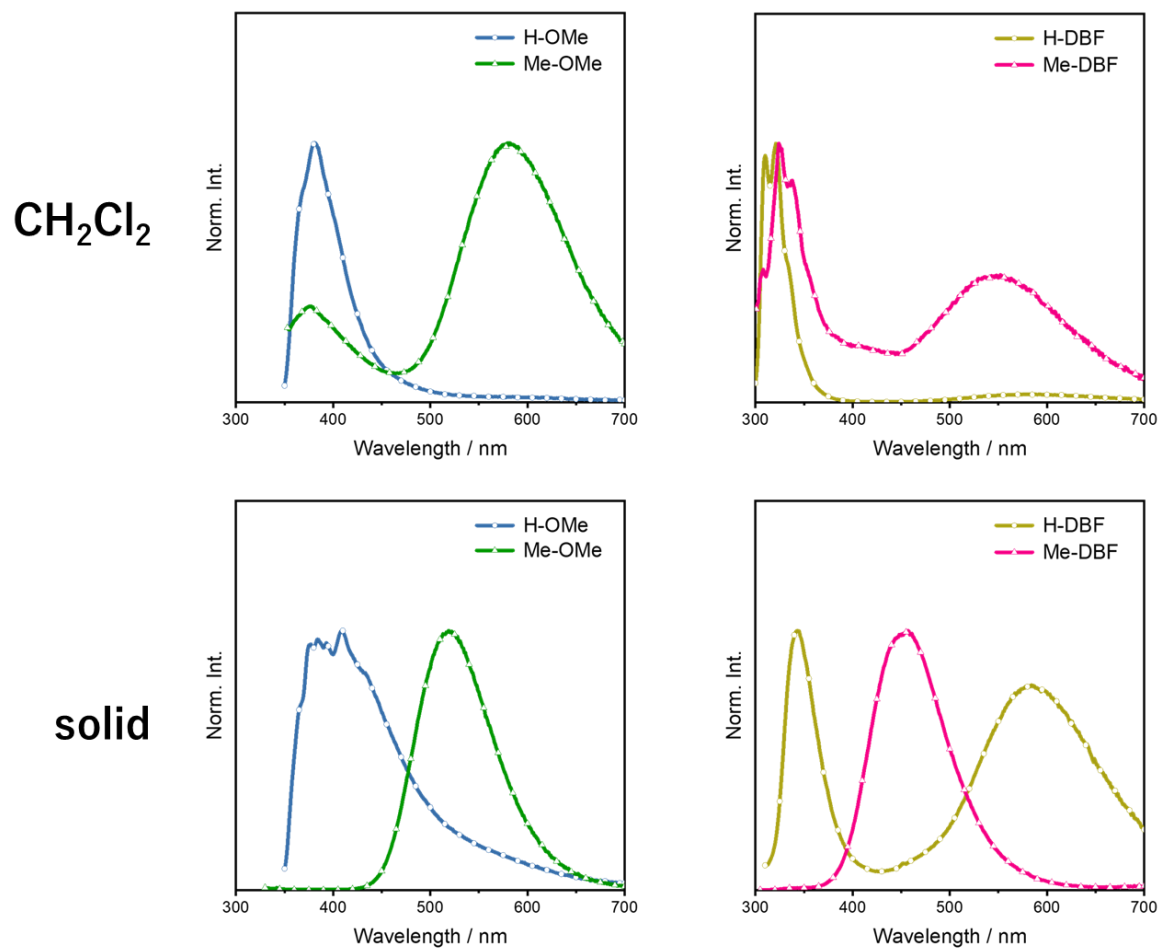 CH₂Cl₂
H-OMe
Me-OMe
Norm. Int.
300 400 500 600 700
Wavelength / nm
H-DBF
Me-DBF
Norm. Int.
300 400 500 600 700
Wavelength / nm
solid
H-OMe
Me-OMe
Norm. Int.
300 400 500 600 700
Wavelength / nm
H-DBF
Me-DBF
Norm. Int.
300 400 500 600 700
Wavelength / nm